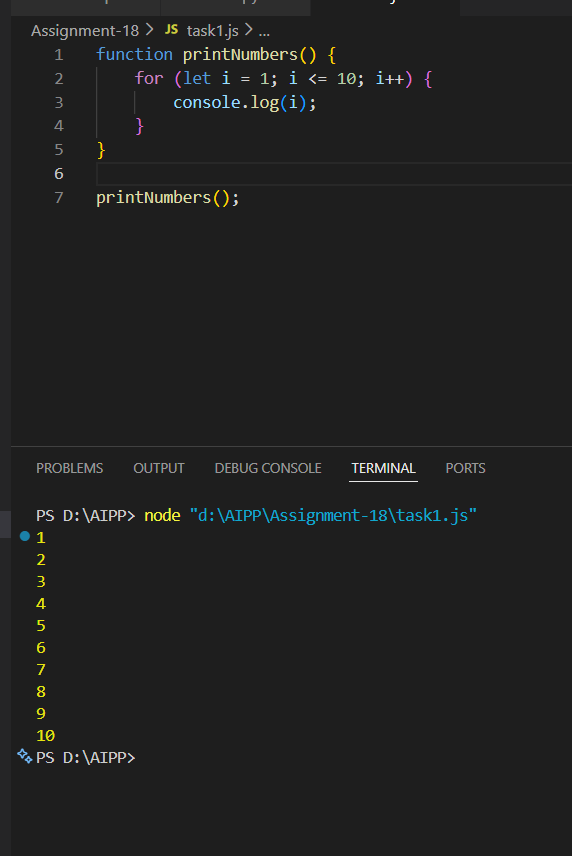 Assignment-18 > JS task1.js > ...
1 function printNumbers() {
2 for (let i = 1; i <= 10; i++) {
3 console.log(i);
4 }
5 }
6
7 printNumbers();
PROBLEMS OUTPUT DEBUG CONSOLE TERMINAL PORTS
PS D:\AIPP> node "d:\AIPP\Assignment-18\task1.js"
1
2
3
4
5
6
7
8
9
10
PS D:\AIPP>